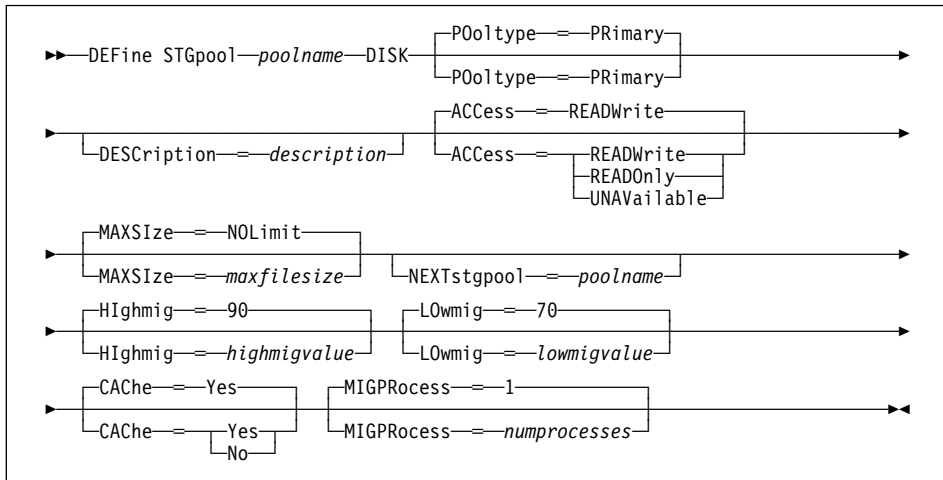 POoltype = PRimary
DEFine STGpool poolname DISK
POoltype = PRimary
ACCess = READWrite
DESCription = description
ACCess = READWrite
READOnly
UNAVailable
MAXSIze = NOLimit
MAXSIze = maxfilesize
NEXTstgpool = poolname
HIghmig = 90
LOwmig = 70
HIghmig = highmigvalue
LOwmig = lowmigvalue
CAChe = Yes
MIGPRocess = 1
CAChe = Yes
MIGPRocess = numprocesses
No